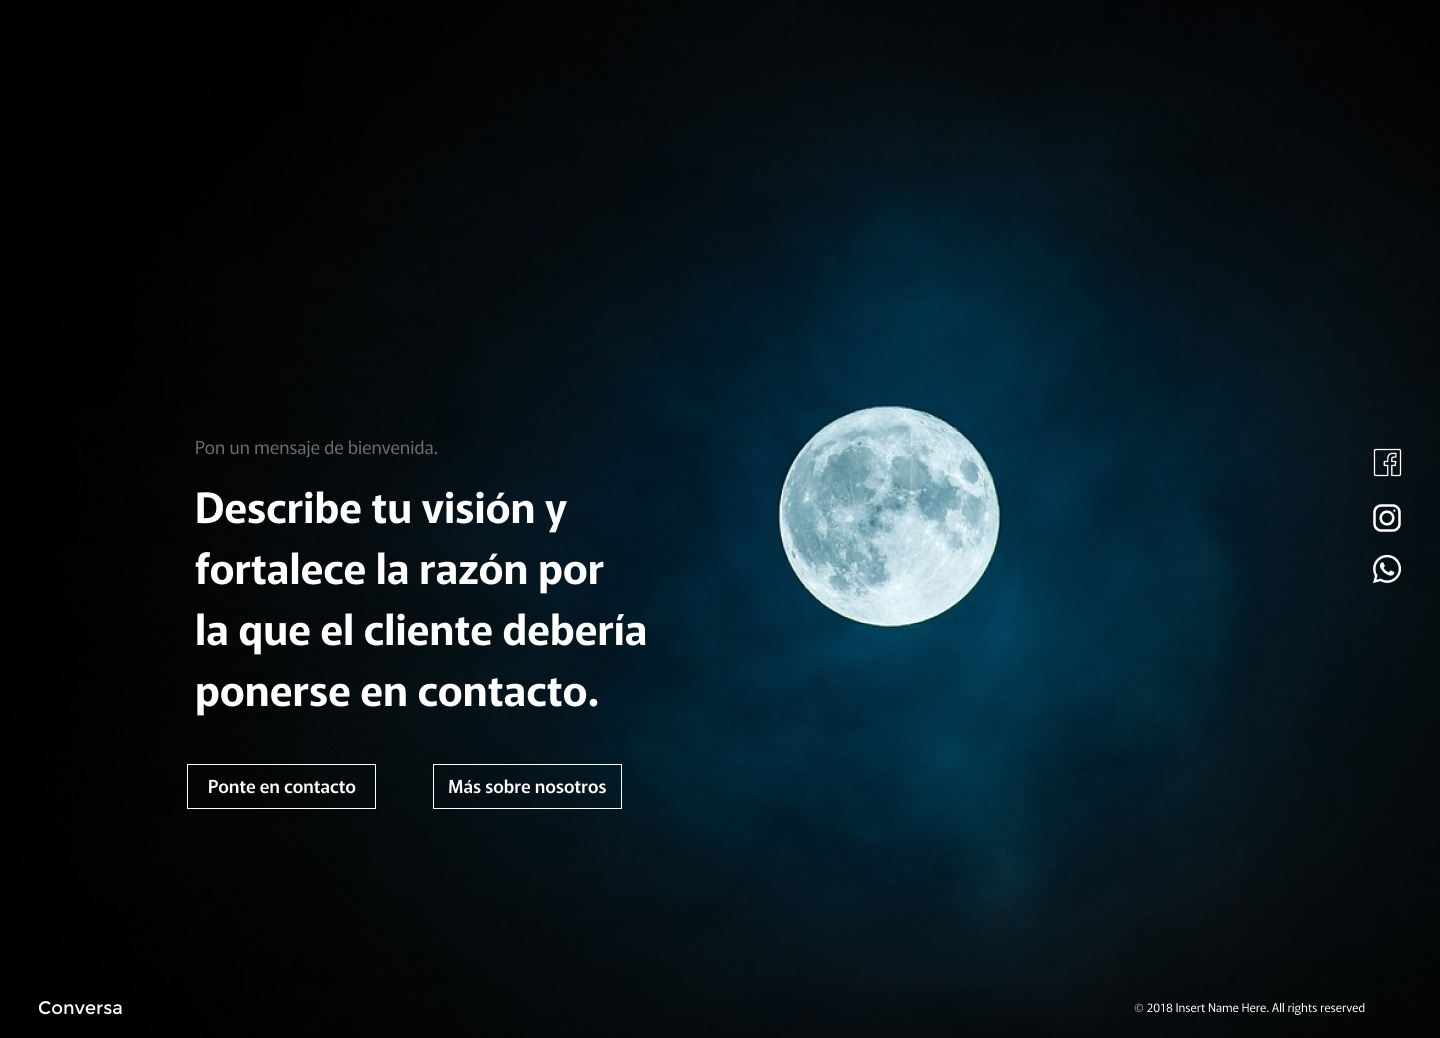 Pon un mensaje de bienvenida.
Describe tu visión y
fortalece la razón por
la que el cliente debería
ponerse en contacto.
Ponte en contacto
Más sobre nosotros
Conversa
© 2018 Insert Name Here. All rights reserved